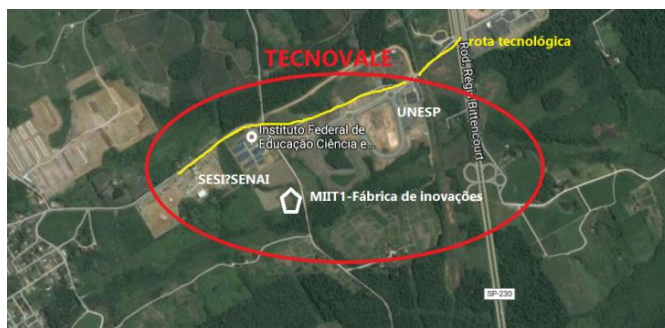 rota tecnológica
TECNOVALE
Rod. Régis Bittencourt
UNESP
Instituto Federal de
Educação Ciência e...
SESI?SENAI
MIIT1-Fábrica de inovações
SP-230